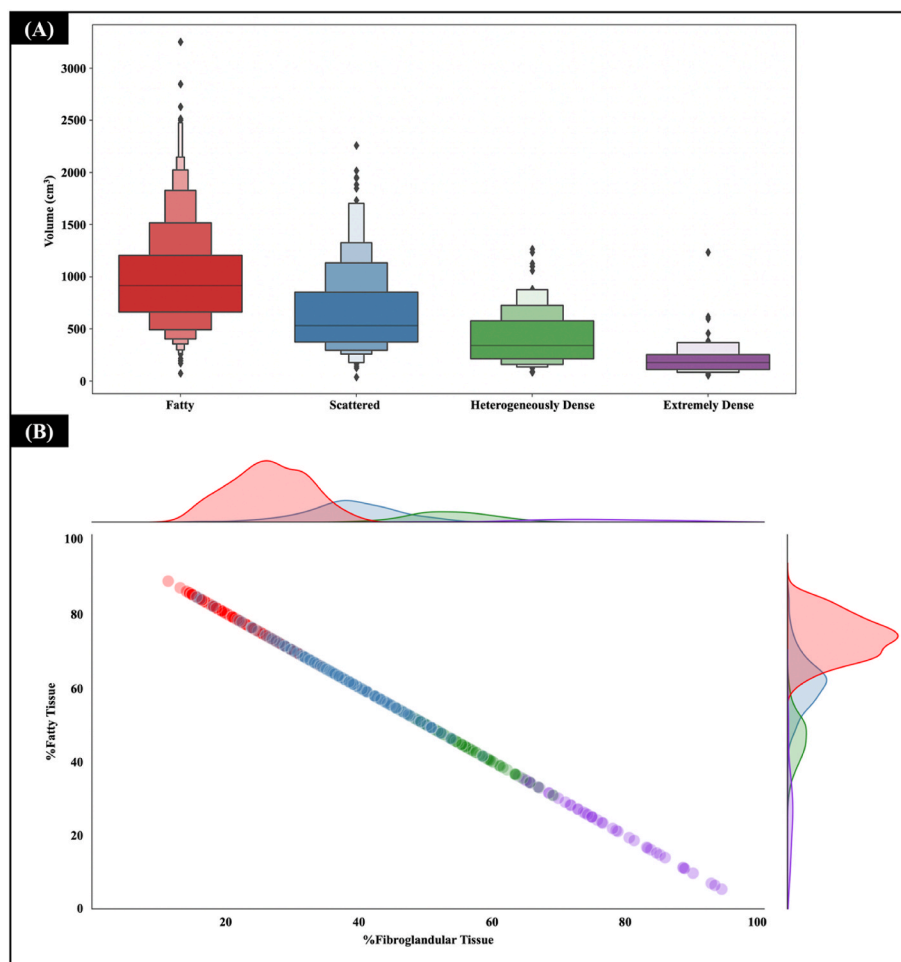 (A)
3000
2500
2000
1500
1000
500
0
Volume (cm³)
Fatty Scattered Heterogeneously Dense Extremely Dense
(B)
100
80
60
40
20
0
%Fatty Tissue
20 40 60 80 100
%Fibroglandular Tissue